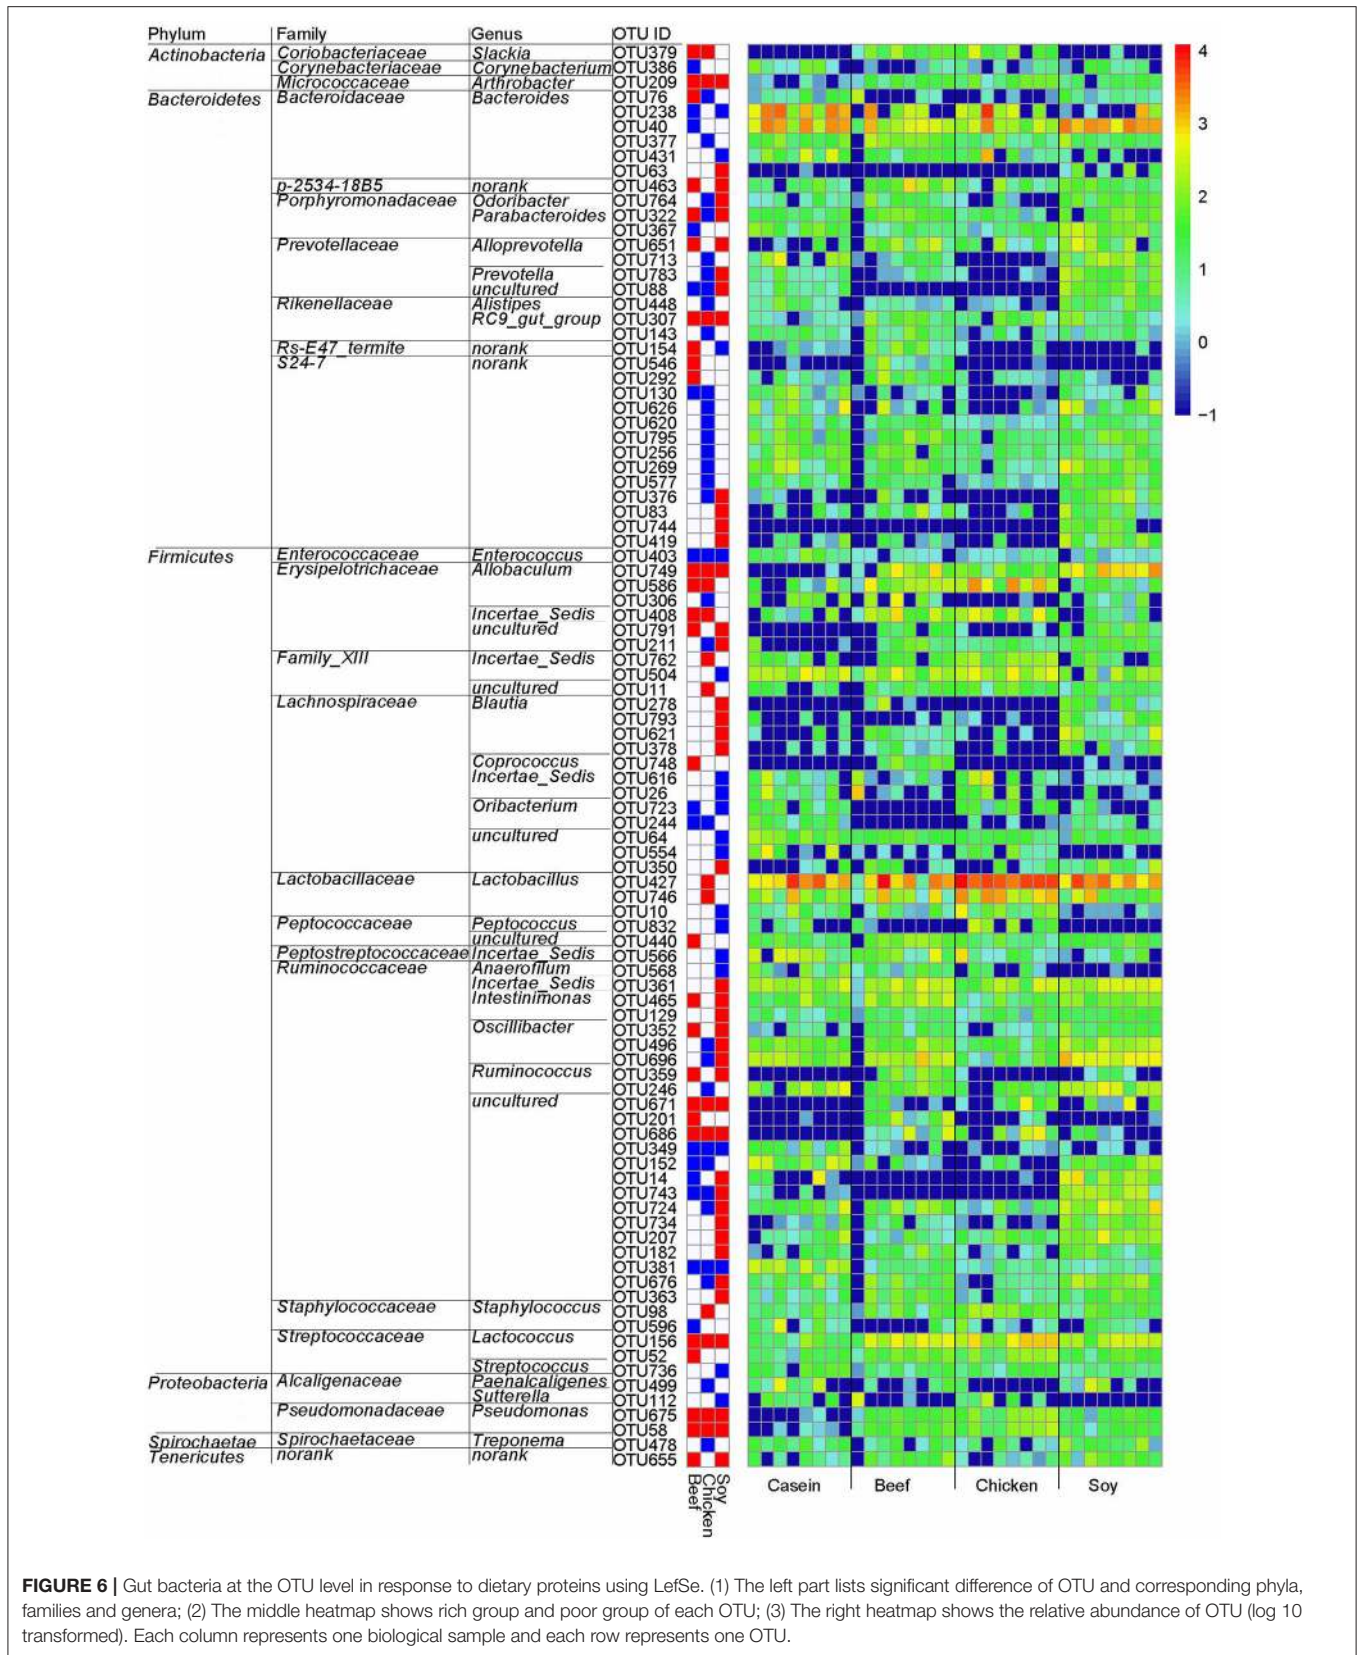 Phylum Family Genus OTU ID
Actinobacteria Coriobacteriaceae Slackia OTU379
Corynebacteriaceae Corynebacterium OTU386
Micrococcaceae Arthrobacter OTU209
Bacteroidetes Bacteroidaceae Bacteroides OTU76
OTU238
OTU40
OTU377
OTU431
OTU63
p-2534-18B5 norank OTU463
Porphyromonadaceae Odoribacter OTU764
Parabacteroides OTU322
OTU367
Prevotellaceae Alloprevotella OTU651
OTU713
Prevotella OTU783
uncultured OTU88
Rikenellaceae Alistipes OTU448
RC9_gut_group OTU307
OTU143
Rs-E47_termite norank OTU154
S24-7 norank OTU546
OTU292
OTU130
OTU626
OTU620
OTU795
OTU256
OTU269
OTU577
OTU376
OTU83
OTU744
OTU419
Firmicutes Enterococcaceae Enterococcus OTU403
Erysipelotrichaceae Allobaculum OTU749
OTU586
OTU306
Incertae_Sedis OTU408
uncultured OTU791
OTU211
Family_XIII Incertae_Sedis OTU762
OTU504
uncultured OTU11
Lachnospiraceae Blautia OTU278
OTU793
OTU621
OTU378
Coprococcus OTU748
Incertae_Sedis OTU616
OTU26
Oribacterium OTU723
OTU244
uncultured OTU64
OTU554
OTU350
Lactobacillaceae Lactobacillus OTU427
OTU746
OTU10
Peptococcaceae Peptococcus OTU832
uncultured OTU440
Peptostreptococcaceae Incertae_Sedis OTU566
Ruminococcaceae Anaerofilum OTU568
Incertae_Sedis OTU361
Intestinimonas OTU465
OTU129
Oscillibacter OTU352
OTU496
OTU696
Ruminococcus OTU359
OTU246
uncultured OTU671
OTU201
OTU686
OTU349
OTU152
OTU14
OTU743
OTU724
OTU734
OTU207
OTU182
OTU381
OTU676
OTU363
Staphylococcaceae Staphylococcus OTU98
OTU596
Streptococcaceae Lactococcus OTU156
OTU52
Streptococcus OTU736
Proteobacteria Alcaligenaceae Paenalcaligenes OTU499
Sutterella OTU112
Pseudomonadaceae Pseudomonas OTU675
OTU58
Spirochaetae Spirochaetaceae Treponema OTU478
Tenericutes norank norank OTU655
4
3
2
1
0
−1
Beef
Chicken
Soy
Casein Beef Chicken Soy
FIGURE 6 | Gut bacteria at the OTU level in response to dietary proteins using LefSe. (1) The left part lists significant difference of OTU and corresponding phyla,
families and genera; (2) The middle heatmap shows rich group and poor group of each OTU; (3) The right heatmap shows the relative abundance of OTU (log 10
transformed). Each column represents one biological sample and each row represents one OTU.